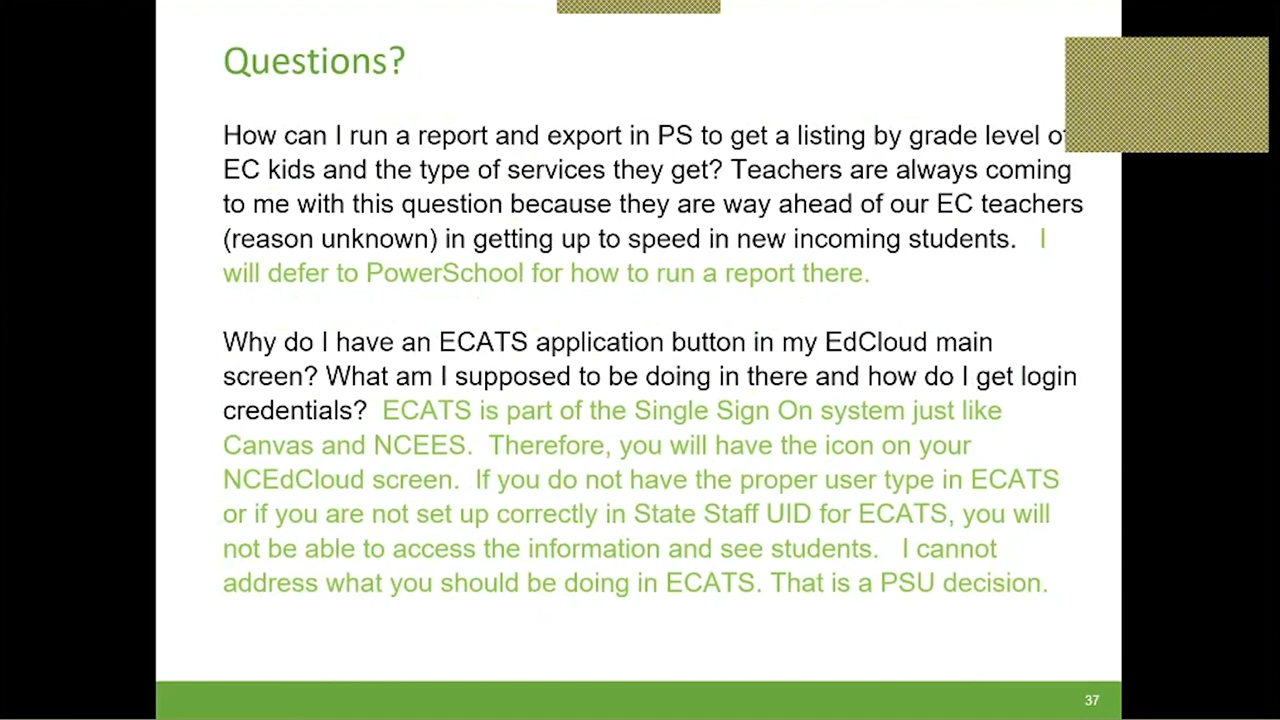 Questions?
How can I run a report and export in PS to get a listing by grade level of
EC kids and the type of services they get? Teachers are always coming
to me with this question because they are way ahead of our EC teachers
(reason unknown) in getting up to speed in new incoming students. I
will defer to PowerSchool for how to run a report there.
Why do I have an ECATS application button in my EdCloud main
screen? What am I supposed to be doing in there and how do I get login
credentials? ECATS is part of the Single Sign On system just like
Canvas and NCEES. Therefore, you will have the icon on your
NCEdCloud screen. If you do not have the proper user type in ECATS
or if you are not set up correctly in State Staff UID for ECATS, you will
not be able to access the information and see students. I cannot
address what you should be doing in ECATS. That is a PSU decision.
37